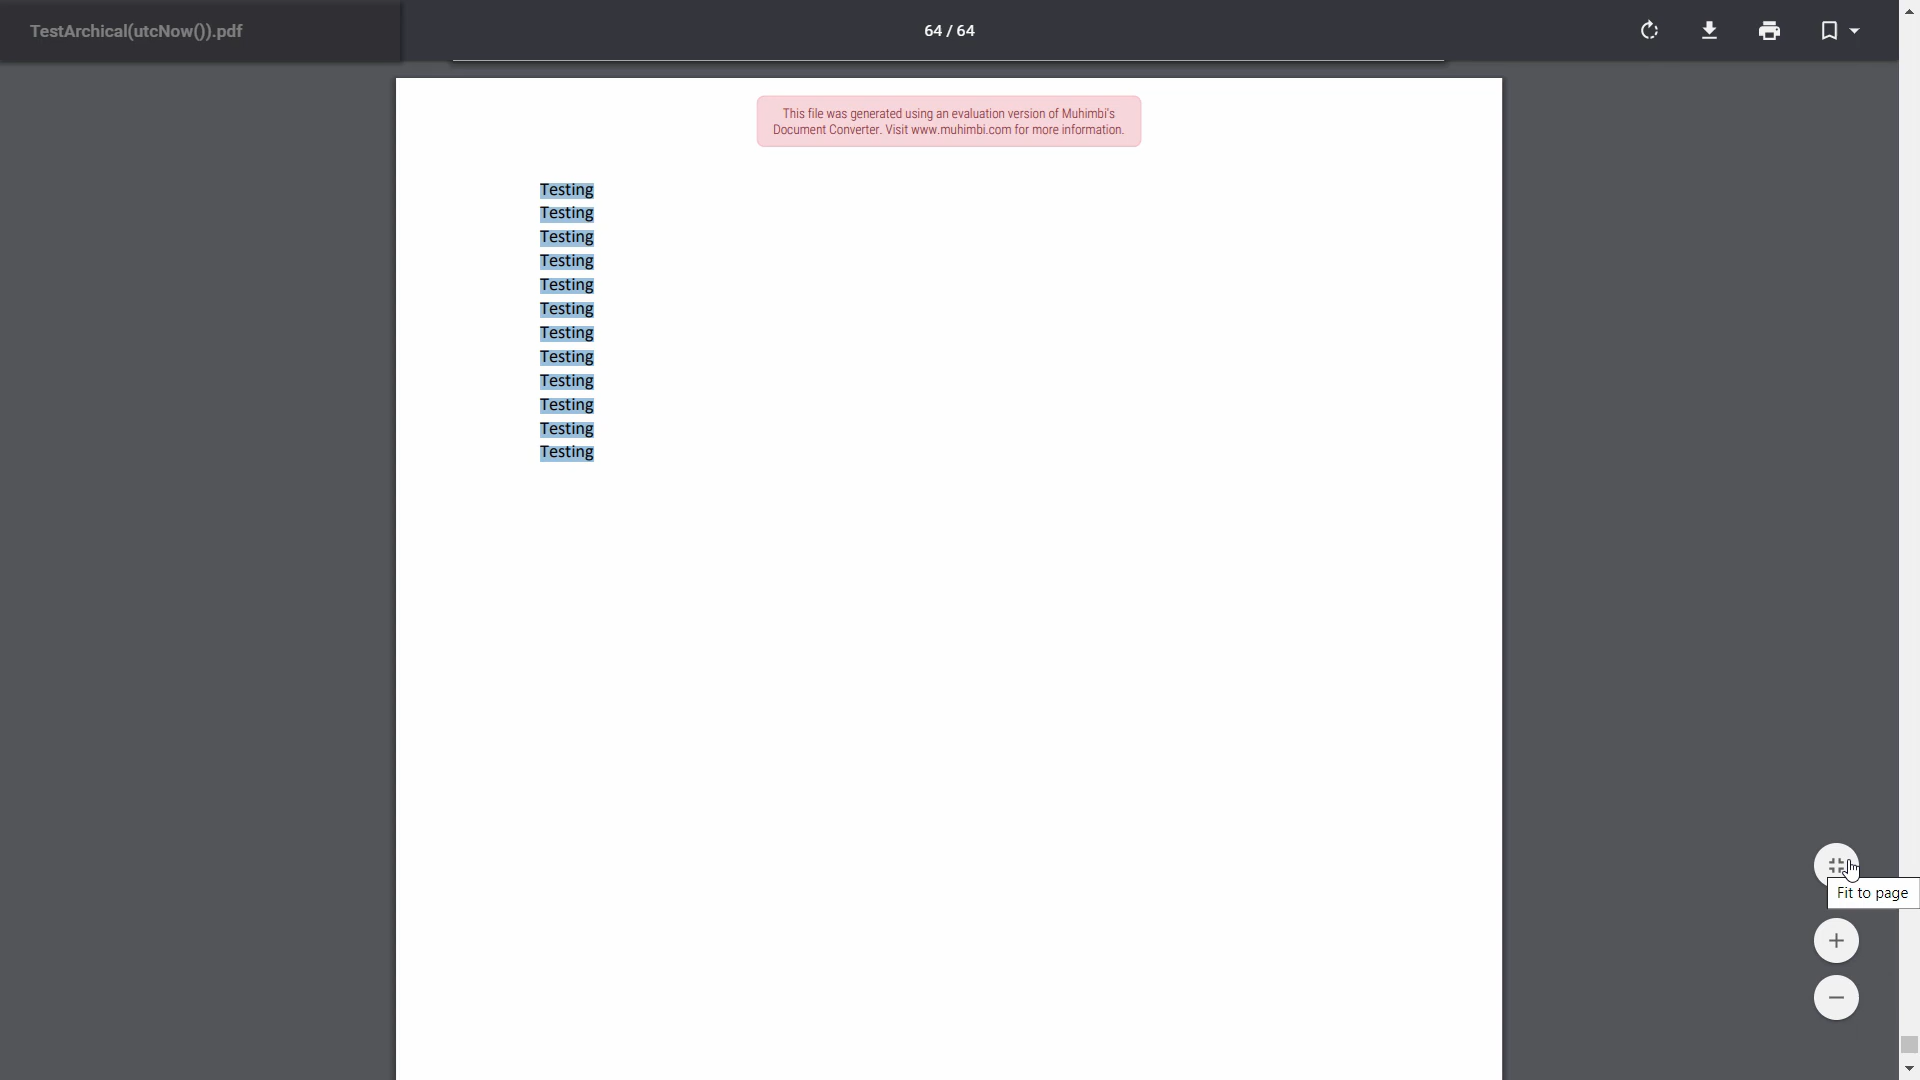 TestArchical(utcNow()).pdf
64 / 64
This file was generated using an evaluation version of Muhimbi's
Document Converter. Visit www.muhimbi.com for more information.
Testing
Testing
Testing
Testing
Testing
Testing
Testing
Testing
Testing
Testing
Testing
Testing
Fit to page